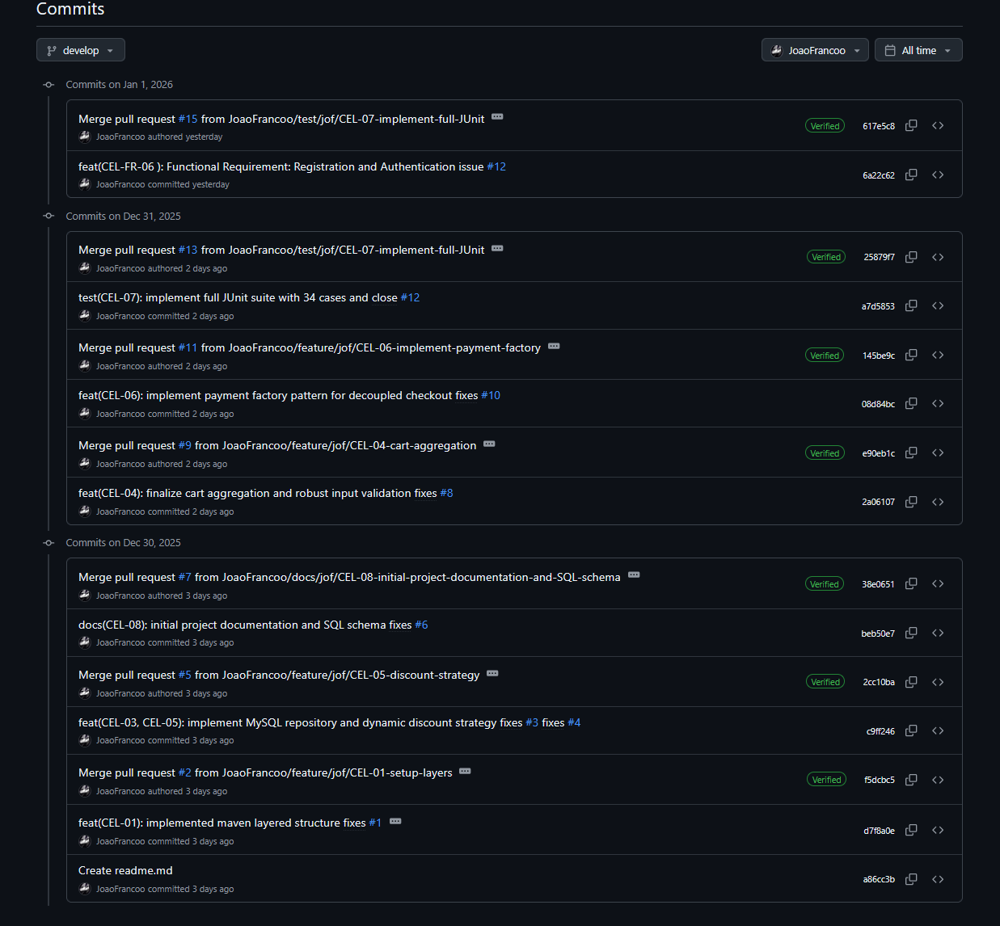 Commits
develop
JoaoFrancoo
All time
Commits on Jan 1, 2026
Merge pull request #15 from JoaoFrancoo/test/jof/CEL-07-implement-full-JUnit
Verified
617e5c8
JoaoFrancoo authored yesterday
feat(CEL-FR-06 ): Functional Requirement: Registration and Authentication issue #12
6a22c62
JoaoFrancoo committed yesterday
Commits on Dec 31, 2025
Merge pull request #13 from JoaoFrancoo/test/jof/CEL-07-implement-full-JUnit
Verified
25879f7
JoaoFrancoo authored 2 days ago
test(CEL-07): implement full JUnit suite with 34 cases and close #12
a7d5853
JoaoFrancoo committed 2 days ago
Merge pull request #11 from JoaoFrancoo/feature/jof/CEL-06-implement-payment-factory
Verified
145be9c
JoaoFrancoo authored 2 days ago
feat(CEL-06): implement payment factory pattern for decoupled checkout fixes #10
08d84bc
JoaoFrancoo committed 2 days ago
Merge pull request #9 from JoaoFrancoo/feature/jof/CEL-04-cart-aggregation
Verified
e90eb1c
JoaoFrancoo authored 2 days ago
feat(CEL-04): finalize cart aggregation and robust input validation fixes #8
2a06107
JoaoFrancoo committed 2 days ago
Commits on Dec 30, 2025
Merge pull request #7 from JoaoFrancoo/docs/jof/CEL-08-initial-project-documentation-and-SQL-schema
Verified
38e0651
JoaoFrancoo authored 3 days ago
docs(CEL-08): initial project documentation and SQL schema fixes #6
beb50e7
JoaoFrancoo committed 3 days ago
Merge pull request #5 from JoaoFrancoo/feature/jof/CEL-05-discount-strategy
Verified
2cc10ba
JoaoFrancoo authored 3 days ago
feat(CEL-03, CEL-05): implement MySQL repository and dynamic discount strategy fixes #3 fixes #4
c9ff246
JoaoFrancoo committed 3 days ago
Merge pull request #2 from JoaoFrancoo/feature/jof/CEL-01-setup-layers
Verified
f5dcbc5
JoaoFrancoo authored 3 days ago
feat(CEL-01): implemented maven layered structure fixes #1
d7f8a0e
JoaoFrancoo committed 3 days ago
Create readme.md
a86cc3b
JoaoFrancoo committed 3 days ago